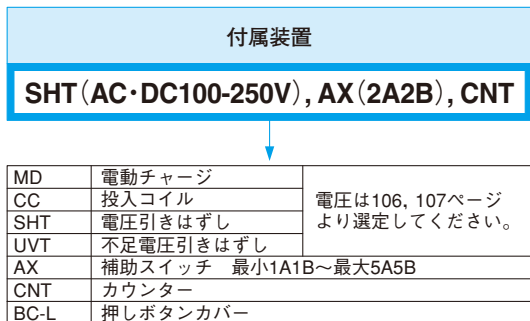 付属装置
SHT（AC・DC100-250V）, AX（2A2B）, CNT
MD 電動チャージ
CC 投入コイル
SHT 電圧引きはずし
UVT 不足電圧引きはずし
電圧は106, 107ページ
より選定してください。
AX 補助スイッチ 最小1A1B〜最大5A5B
CNT カウンター
BC-L 押しボタンカバー